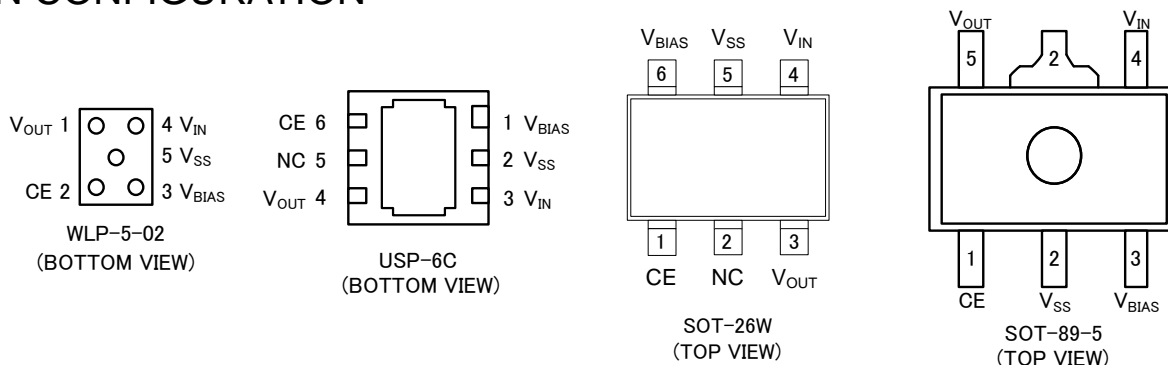 N CONFIGURATION
VOUT 1
4 VIN
5 VSS
CE 2
3 VBIAS
WLP-5-02
(BOTTOM VIEW)
CE 6
1 VBIAS
NC 5
2 VSS
VOUT 4
3 VIN
USP-6C
(BOTTOM VIEW)
VBIAS VSS VIN
6 5 4
1 2 3
CE NC VOUT
SOT-26W
(TOP VIEW)
VOUT VIN
5 2 4
1 2 3
CE VSS VBIAS
SOT-89-5
(TOP VIEW)